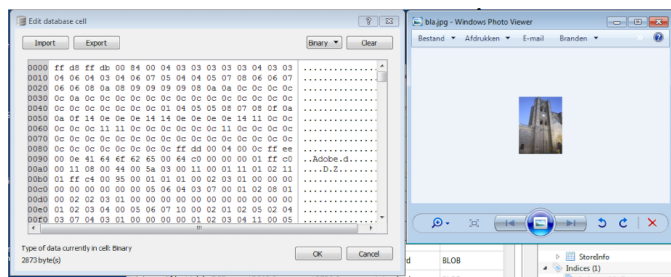 Edit database cell
Import Export Binary Clear
0000 ff d8 ff db 00 84 00 04 03 03 03 03 03 04 03 03 ................
0010 04 06 04 03 04 06 07 05 04 04 05 07 08 06 06 07 ................
0020 06 06 08 0a 08 09 09 09 09 08 0a 0a 0c 0c 0c 0c ................
0030 0c 0a 0c 0c 0c 0c 0c 0c 0c 0c 0c 0c 0c 0c 0c 0c ................
0040 0c 0c 0c 0c 0c 0c 0c 01 04 05 05 08 07 08 0f 0a ................
0050 0a 0f 14 0e 0e 0e 14 14 0e 0e 0e 0e 14 11 0c 0c ................
0060 0c 0c 0c 11 11 0c 0c 0c 0c 0c 0c 11 0c 0c 0c 0c ................
0070 0c 0c 0c 0c 0c 0c 0c 0c 0c 0c 0c 0c 0c 0c 0c 0c ................
0080 0c 0c 0c 0c 0c 0c 0c 0c ff dd 00 04 00 0c ff ee ................
0090 00 0e 41 64 6f 62 65 00 64 c0 00 00 00 01 ff c0 ..Adobe.d.......
00a0 00 11 08 00 44 00 5a 03 00 11 00 01 11 01 02 11 ....D.Z.........
00b0 01 ff c4 00 95 00 01 01 01 00 02 03 01 00 00 00 ................
00c0 00 00 00 00 00 00 05 06 04 03 07 00 01 02 08 01 ................
00d0 00 02 02 03 01 00 00 00 00 00 00 00 00 00 00 00 ................
00e0 01 02 03 04 00 05 06 07 10 00 02 01 02 05 02 04 ................
00f0 03 07 04 03 01 00 00 00 01 02 03 04 11 00 05
Type of data currently in cell: Binary
2873 byte(s)
OK Cancel
bla.jpg - Windows Photo Viewer
Bestand Afdrukken E-mail Branden
BLOB
StoreInfo
Indices (1)